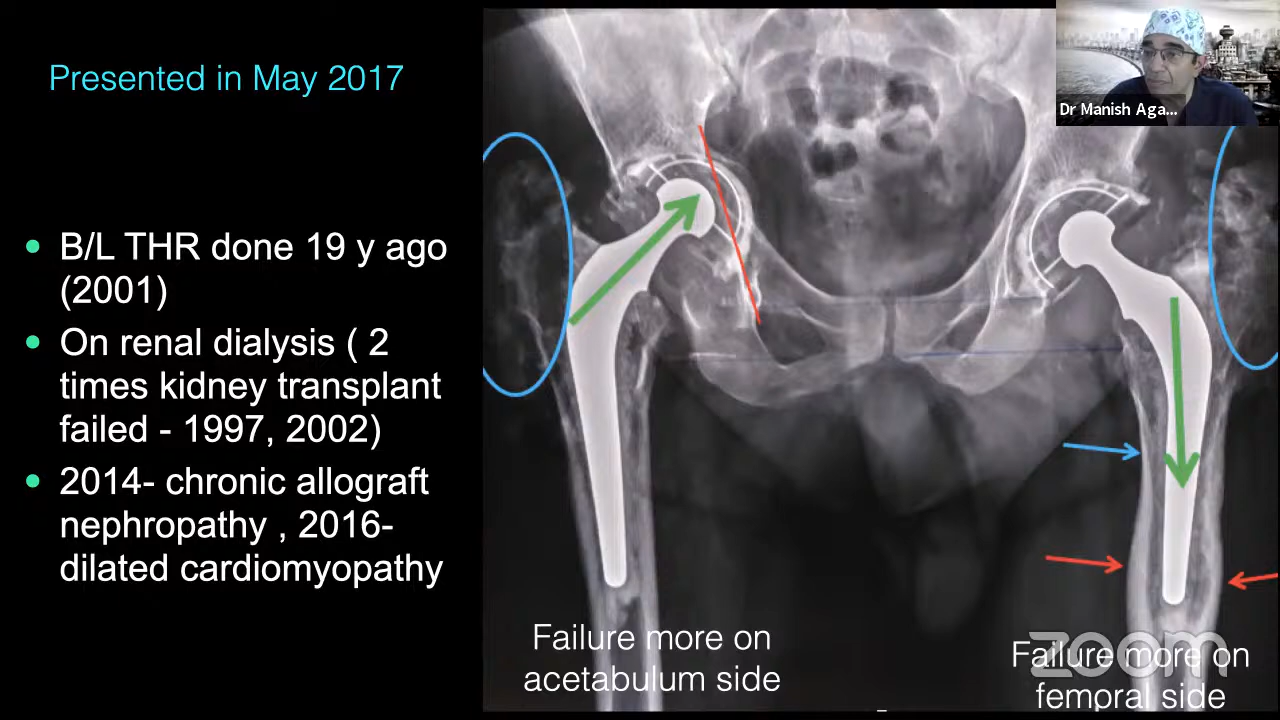 Presented in May 2017
Dr Manish Aga...
• B/L THR done 19 y ago
(2001)
• On renal dialysis ( 2
times kidney transplant
failed - 1997, 2002)
• 2014- chronic allograft
nephropathy , 2016-
dilated cardiomyopathy
Failure more on
acetabulum side
Failure more on
femoral side
zoom